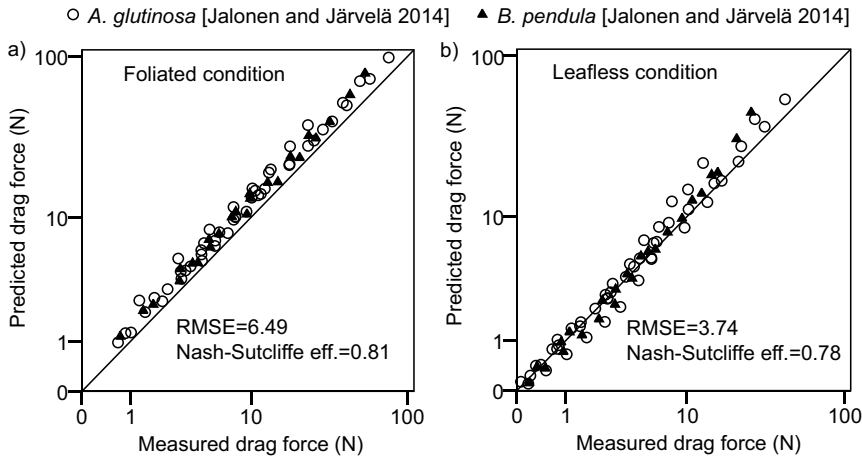 A. glutinosa [Jalonen and Järvelä 2014] B. pendula [Jalonen and Järvelä 2014]
a) b)
Foliated condition
Leafless condition
Predicted drag force (N)
100
10
1
0
RMSE=6.49
Nash-Sutcliffe eff.=0.81
0 1 10 100
Measured drag force (N)
Predicted drag force (N)
100
10
1
0
RMSE=3.74
Nash-Sutcliffe eff.=0.78
0 1 10 100
Measured drag force (N)